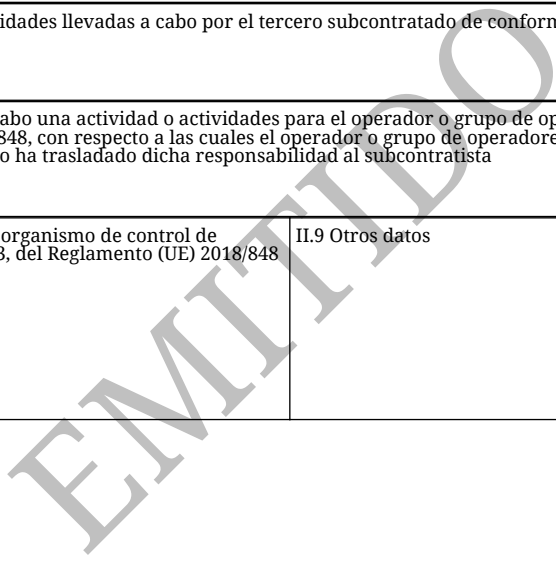 idades llevadas a cabo por el tercero subcontratado de conform
abo una actividad o actividades para el operador o grupo de op
848, con respecto a las cuales el operador o grupo de operadore
o ha trasladado dicha responsabilidad al subcontratista
organismo de control de
3, del Reglamento (UE) 2018/848
II.9 Otros datos
EMITIDO